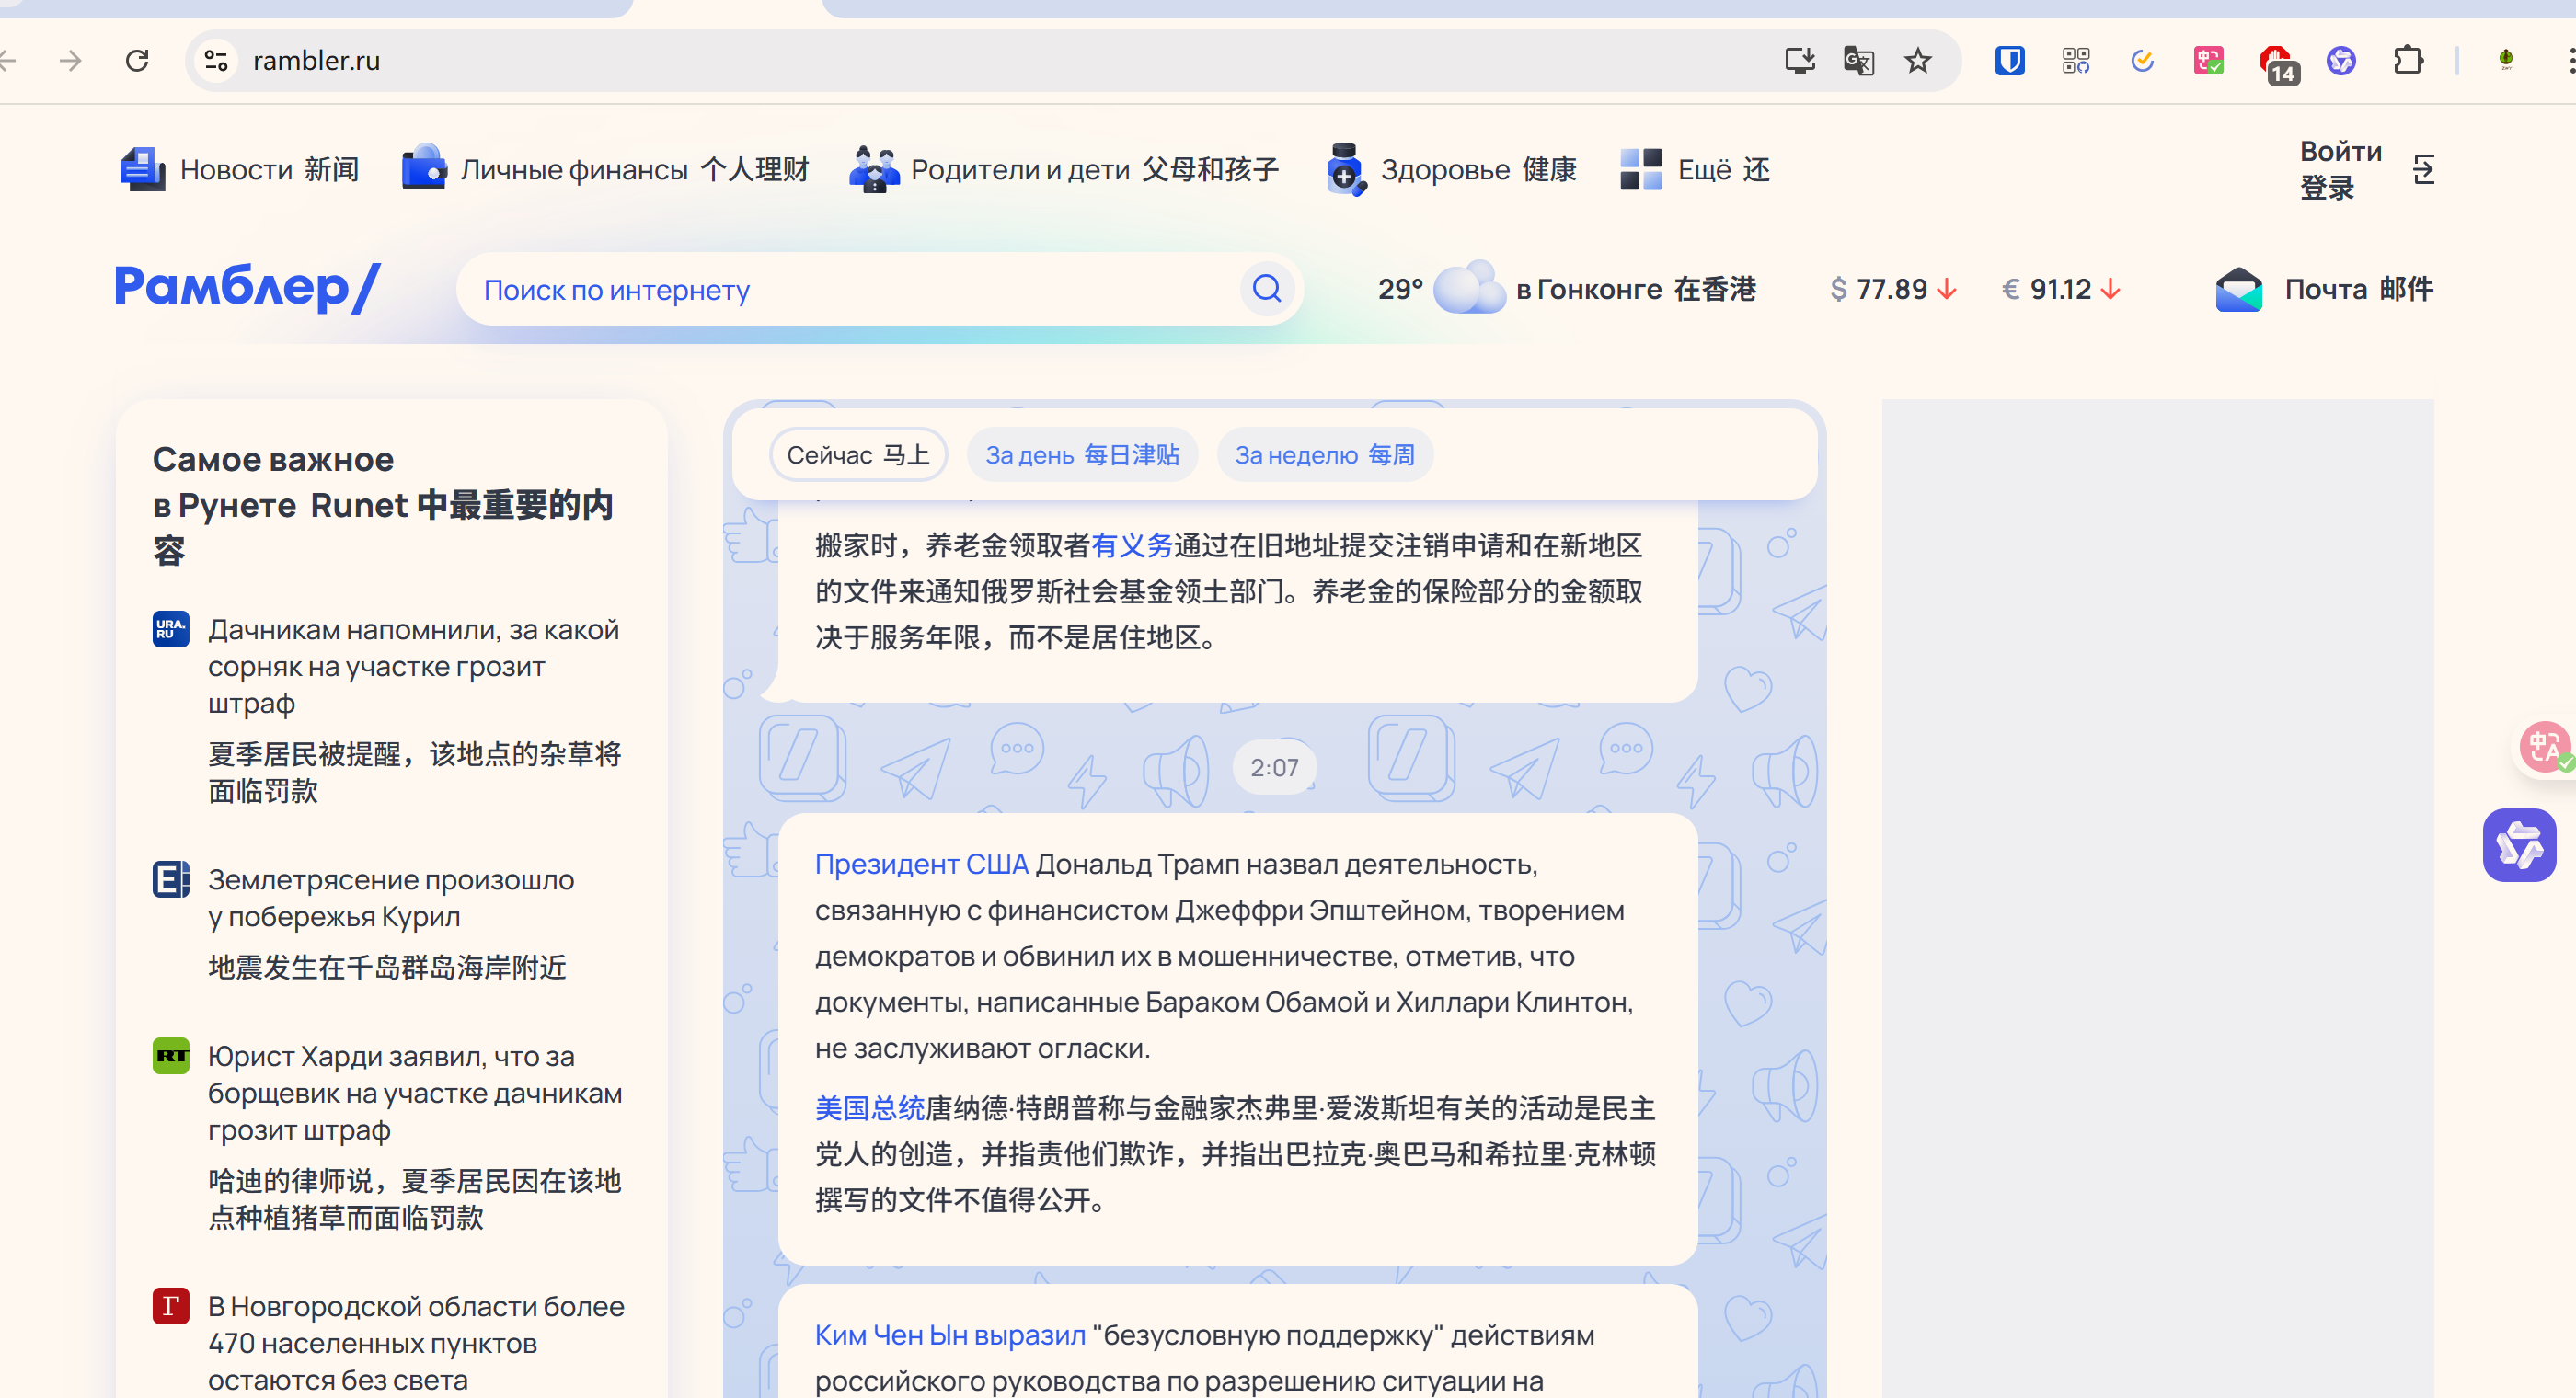 rambler.ru
14
Новости 新闻
Личные финансы 个人理财
Родители и дети 父母和孩子
Здоровье 健康
Ещё 还
Войти
登录
Рамблер/
Поиск по интернету
29° в Гонконге 在香港
$ 77.89
€ 91.12
Почта 邮件
Самое важное
в Рунете Runet 中最重要的内
容
URA.
RU
Дачникам напомнили, за какой
сорняк на участке грозит
штраф
夏季居民被提醒，该地点的杂草将
面临罚款
E
Землетрясение произошло
у побережья Курил
地震发生在千岛群岛海岸附近
RT
Юрист Харди заявил, что за
борщевик на участке дачникам
грозит штраф
哈迪的律师说，夏季居民因在该地
点种植猪草而面临罚款
Г
В Новгородской области более
470 населенных пунктов
остаются без света
Сейчас 马上
За день 每日津贴
За неделю 每周
搬家时，养老金领取者有义务通过在旧地址提交注销申请和在新地区
的文件来通知俄罗斯社会基金领土部门。养老金的保险部分的金额取
决于服务年限，而不是居住地区。
2:07
Президент США Дональд Трамп назвал деятельность,
связанную с финансистом Джеффри Эпштейном, творением
демократов и обвинил их в мошенничестве, отметив, что
документы, написанные Бараком Обамой и Хиллари Клинтон,
не заслуживают огласки.
美国总统唐纳德·特朗普称与金融家杰弗里·爱泼斯坦有关的活动是民主
党人的创造，并指责他们欺诈，并指出巴拉克·奥巴马和希拉里·克林顿
撰写的文件不值得公开。
Ким Чен Ын выразил "безусловную поддержку" действиям
российского руководства по разрешению ситуации на
中A